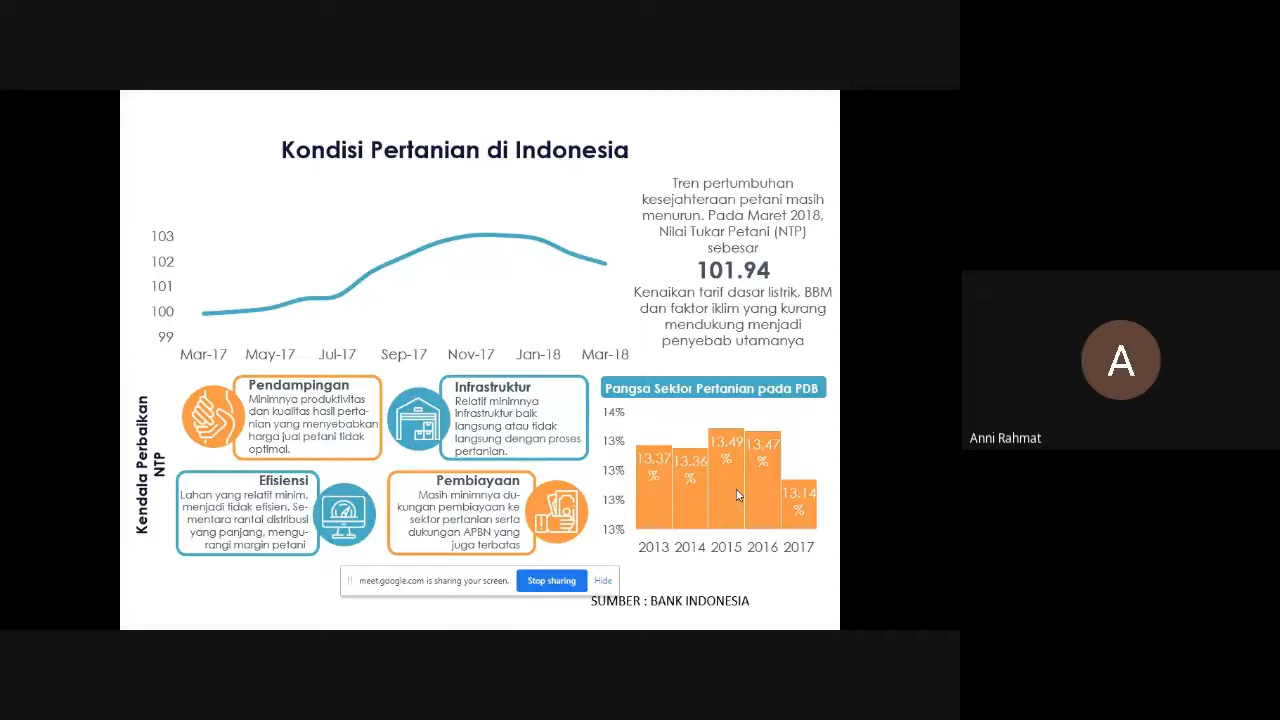 Kondisi Pertanian di Indonesia
103
102
101
100
99
Mar-17 May-17 Jul-17 Sep-17 Nov-17 Jan-18 Mar-18
Tren pertumbuhan
kesejahteraan petani masih
menurun. Pada Maret 2018,
Nilai Tukar Petani (NTP)
sebesar
101.94
Kenaikan tarif dasar listrik, BBM
dan faktor iklim yang kurang
mendukung menjadi
penyebab utamanya
Kendala Perbaikan
NTP
Pendampingan
Minimnya produktivitas
dan kualitas hasil perta-
nian yang menyebabkan
harga jual petani tidak
optimal.
Infrastruktur
Relatif minimnya
infrastruktur baik
langsung atau tidak
langsung dengan proses
pertanian.
Efisiensi
Lahan yang relatif minim,
menjadi tidak efisien. Se-
mentara rantai distribusi
yang panjang, mengu-
rangi margin petani
Pembiayaan
Masih minimnya du-
kungan pembiayaan ke
sektor pertanian serta
dukungan APBN yang
juga terbatas
Pangsa Sektor Pertanian pada PDB
14%
13%
13%
13%
13%
13,37
%
13,36
%
13,49
%
13,47
%
13,14
%
2013 2014 2015 2016 2017
meet.google.com is sharing your screen. Stop sharing Hide
SUMBER : BANK INDONESIA
A
Anni Rahmat